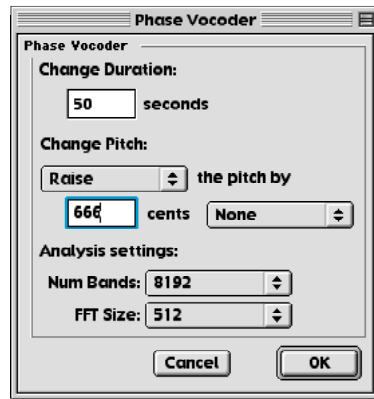 Phase Vocoder
Phase Vocoder
Change Duration:
50 seconds
Change Pitch:
Raise the pitch by
666 cents None
Analysis settings:
Num Bands: 8192
FFT Size: 512
Cancel OK